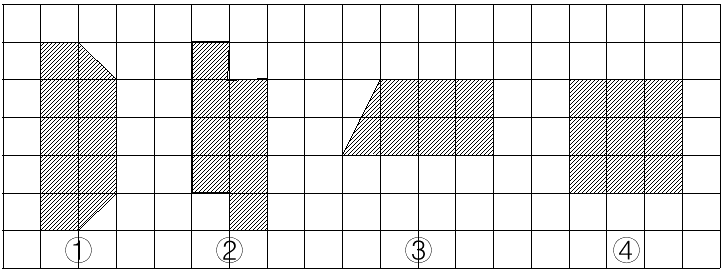 ① ② ③ ④